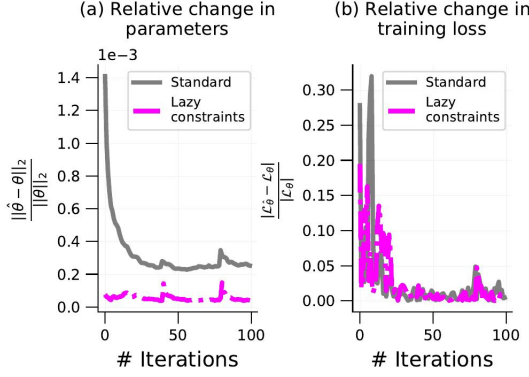 (a) Relative change in
parameters
1e−3
1.4
1.2
1.0
0.8
0.6
0.4
0.2
0.0
||θ̂ − θ||₂
||θ||₂
Standard
Lazy
constraints
0
50
100
# Iterations
(b) Relative change in
training loss
0.30
0.25
0.20
0.15
0.10
0.05
0.00
|ℒ_θ̂ − ℒ_θ|
|ℒ_θ|
Standard
Lazy
constraints
0
50
100
# Iterations